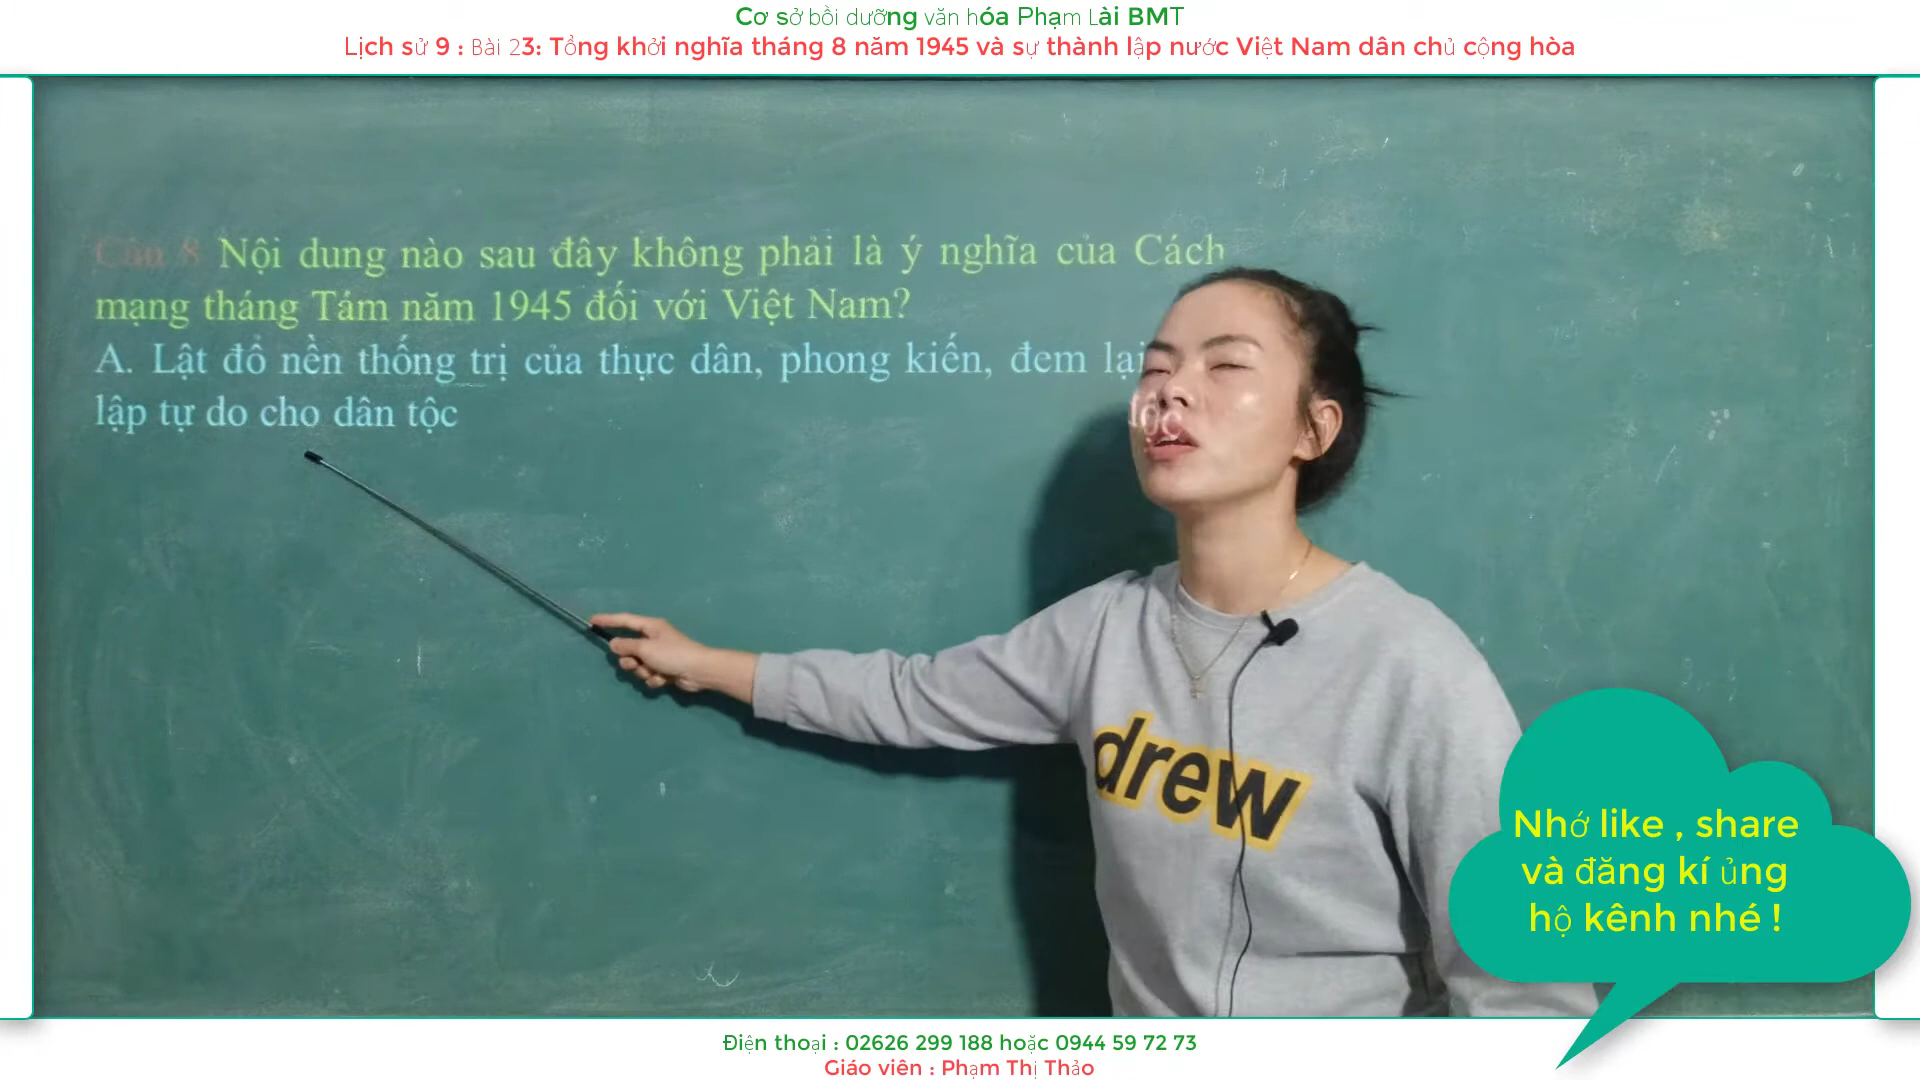 Cơ sở bồi dưỡng văn hóa Phạm Lài BMT
Lịch sử 9 : Bài 23: Tổng khởi nghĩa tháng 8 năm 1945 và sự thành lập nước Việt Nam dân chủ cộng hòa
Câu 8 Nội dung nào sau đây không phải là ý nghĩa của Cách
mạng tháng Tám năm 1945 đối với Việt Nam?
A. Lật đổ nền thống trị của thực dân, phong kiến, đem lại
lập tự do cho dân tộc
drew
Nhớ like , share
và đăng kí ủng
hộ kênh nhé !
Điện thoại : 02626 299 188 hoặc 0944 59 72 73
Giáo viên : Phạm Thị Thảo